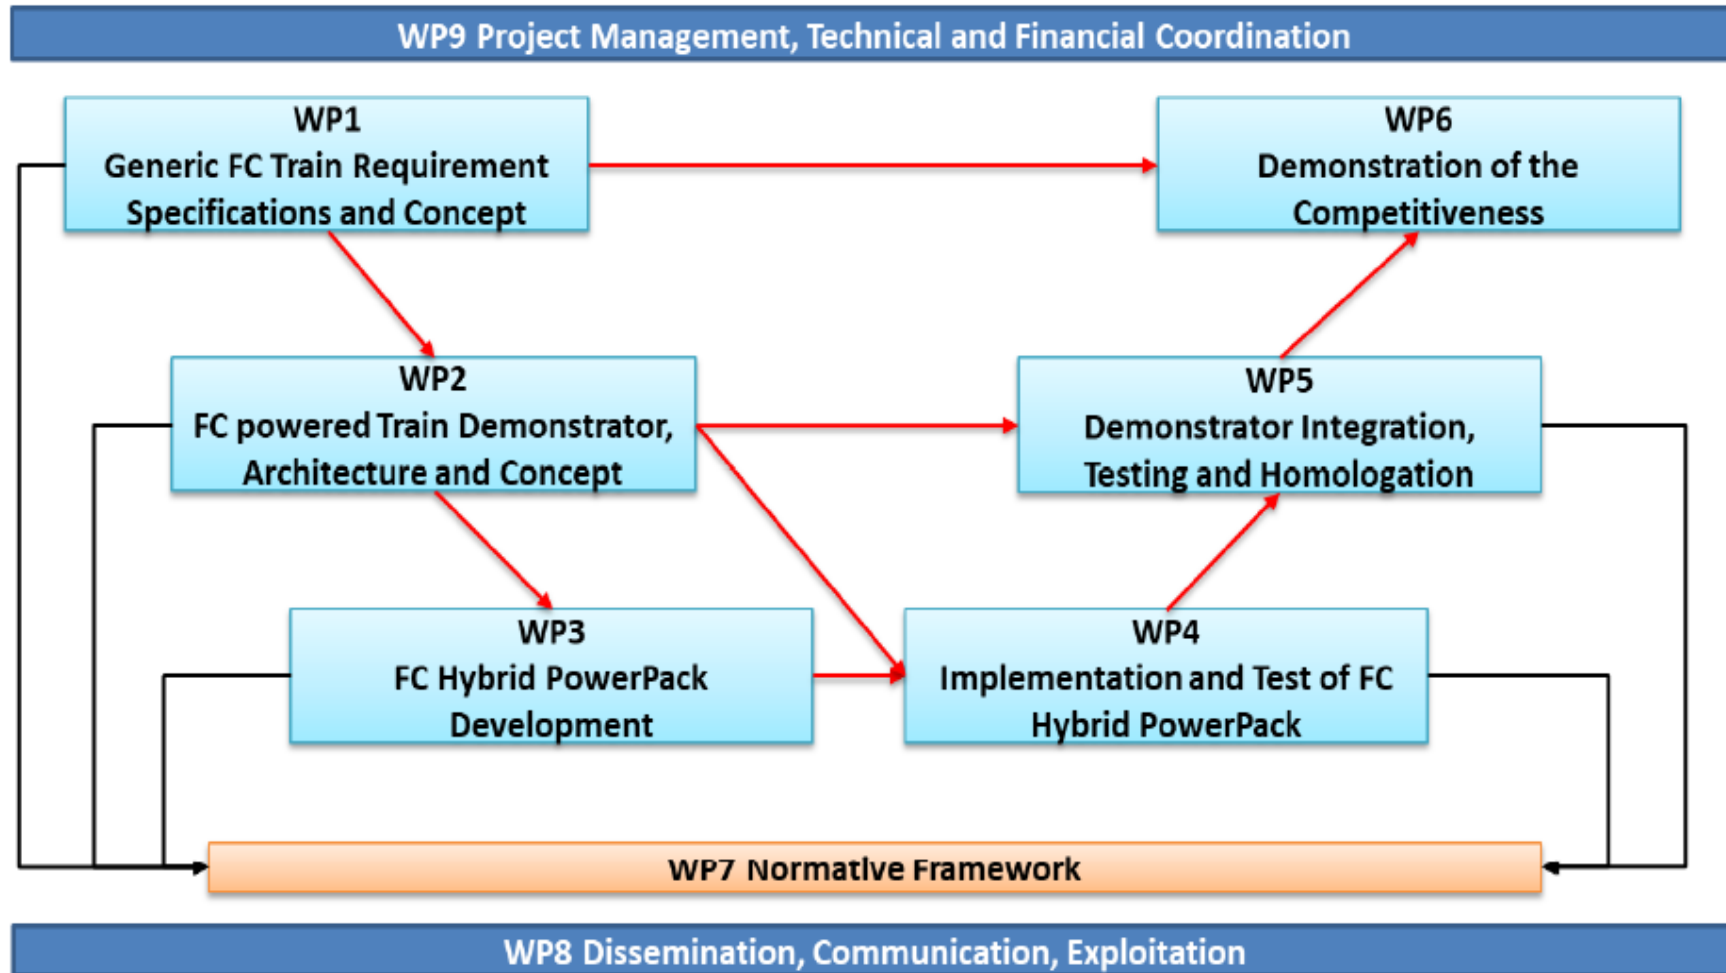 WP9 Project Management, Technical and Financial Coordination
WP1
Generic FC Train Requirement
Specifications and Concept
WP6
Demonstration of the
Competitiveness
WP2
FC powered Train Demonstrator,
Architecture and Concept
WP5
Demonstrator Integration,
Testing and Homologation
WP3
FC Hybrid PowerPack
Development
WP4
Implementation and Test of FC
Hybrid PowerPack
WP7 Normative Framework
WP8 Dissemination, Communication, Exploitation